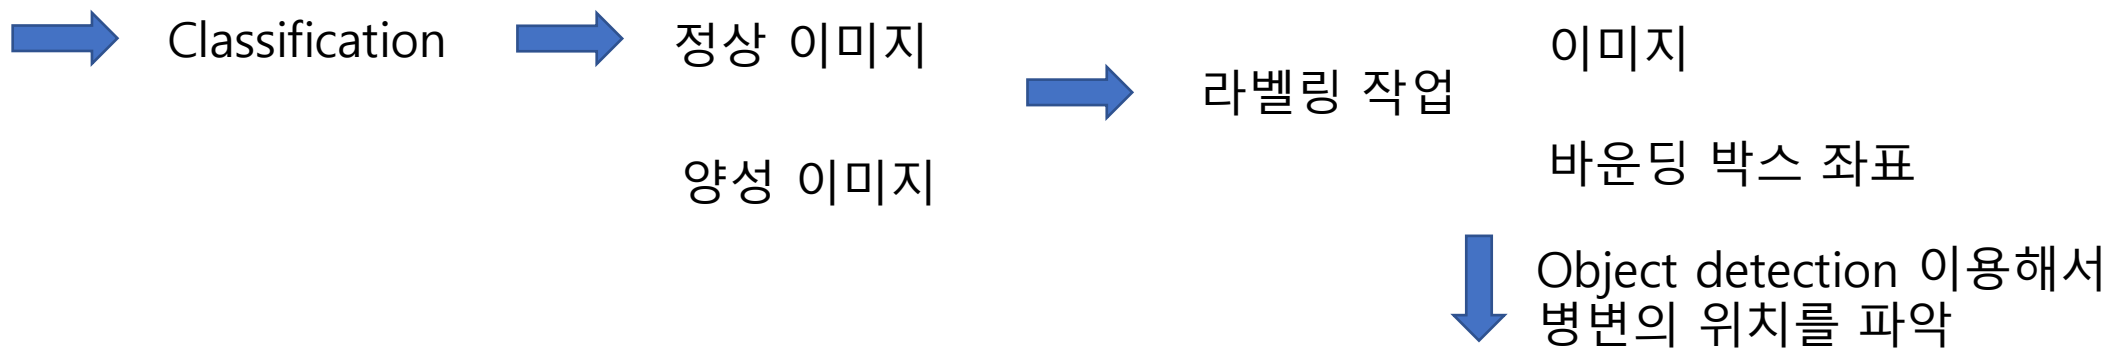 Classification
정상 이미지
양성 이미지
라벨링 작업
이미지
바운딩 박스 좌표
Object detection 이용해서
병변의 위치를 파악